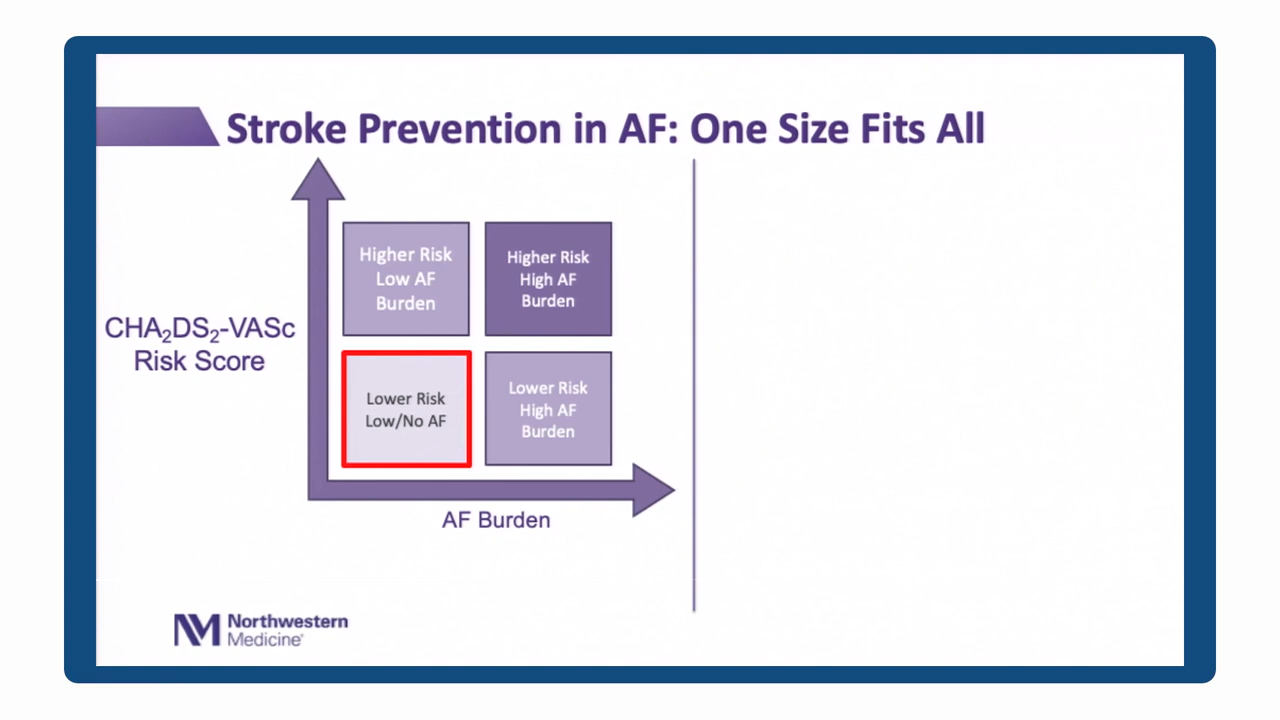 Stroke Prevention in AF: One Size Fits All
Higher Risk
Low AF
Burden
Higher Risk
High AF
Burden
CHA₂DS₂-VASc
Risk Score
Lower Risk
Low/No AF
Lower Risk
High AF
Burden
AF Burden
NM
Northwestern
Medicine®